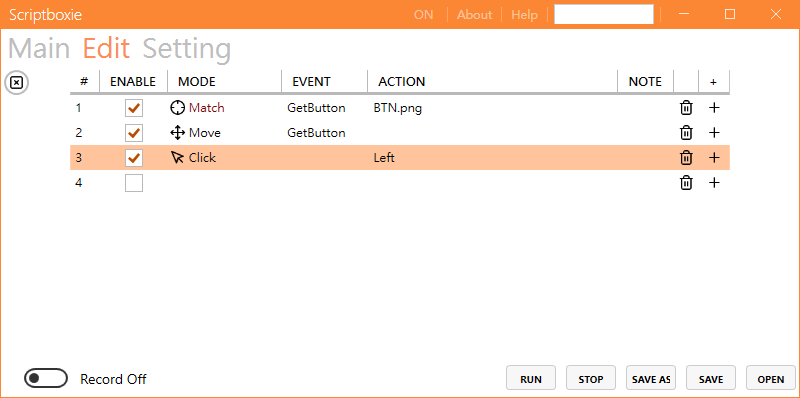 Scriptboxie ON About Help
Main Edit Setting
# ENABLE MODE EVENT ACTION NOTE +
1 Match GetButton BTN.png +
2 Move GetButton +
3 Click Left +
4 +
Record Off RUN STOP SAVE AS SAVE OPEN